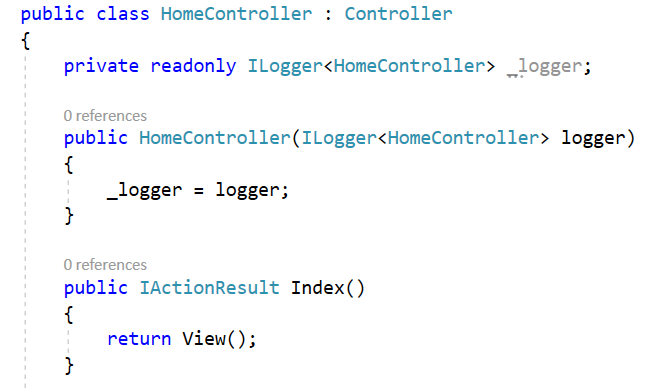 public class HomeController : Controller
{
private readonly ILogger<HomeController> _logger;
0 references
public HomeController(ILogger<HomeController> logger)
{
_logger = logger;
}
0 references
public IActionResult Index()
{
return View();
}